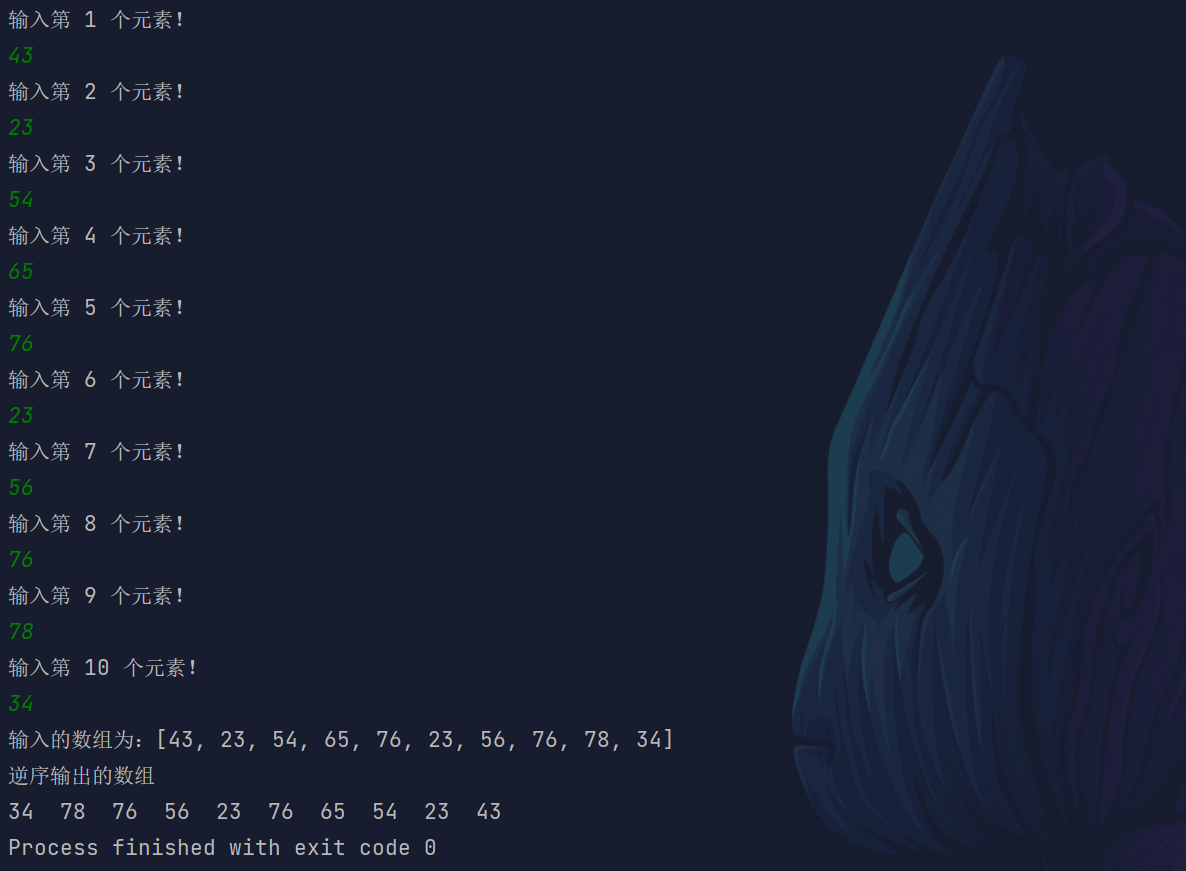 输入第 1 个元素!
43
输入第 2 个元素!
23
输入第 3 个元素!
54
输入第 4 个元素!
65
输入第 5 个元素!
76
输入第 6 个元素!
23
输入第 7 个元素!
56
输入第 8 个元素!
76
输入第 9 个元素!
78
输入第 10 个元素!
34
输入的数组为：[43, 23, 54, 65, 76, 23, 56, 76, 78, 34]
逆序输出的数组
34  78  76  56  23  76  65  54  23  43
Process finished with exit code 0